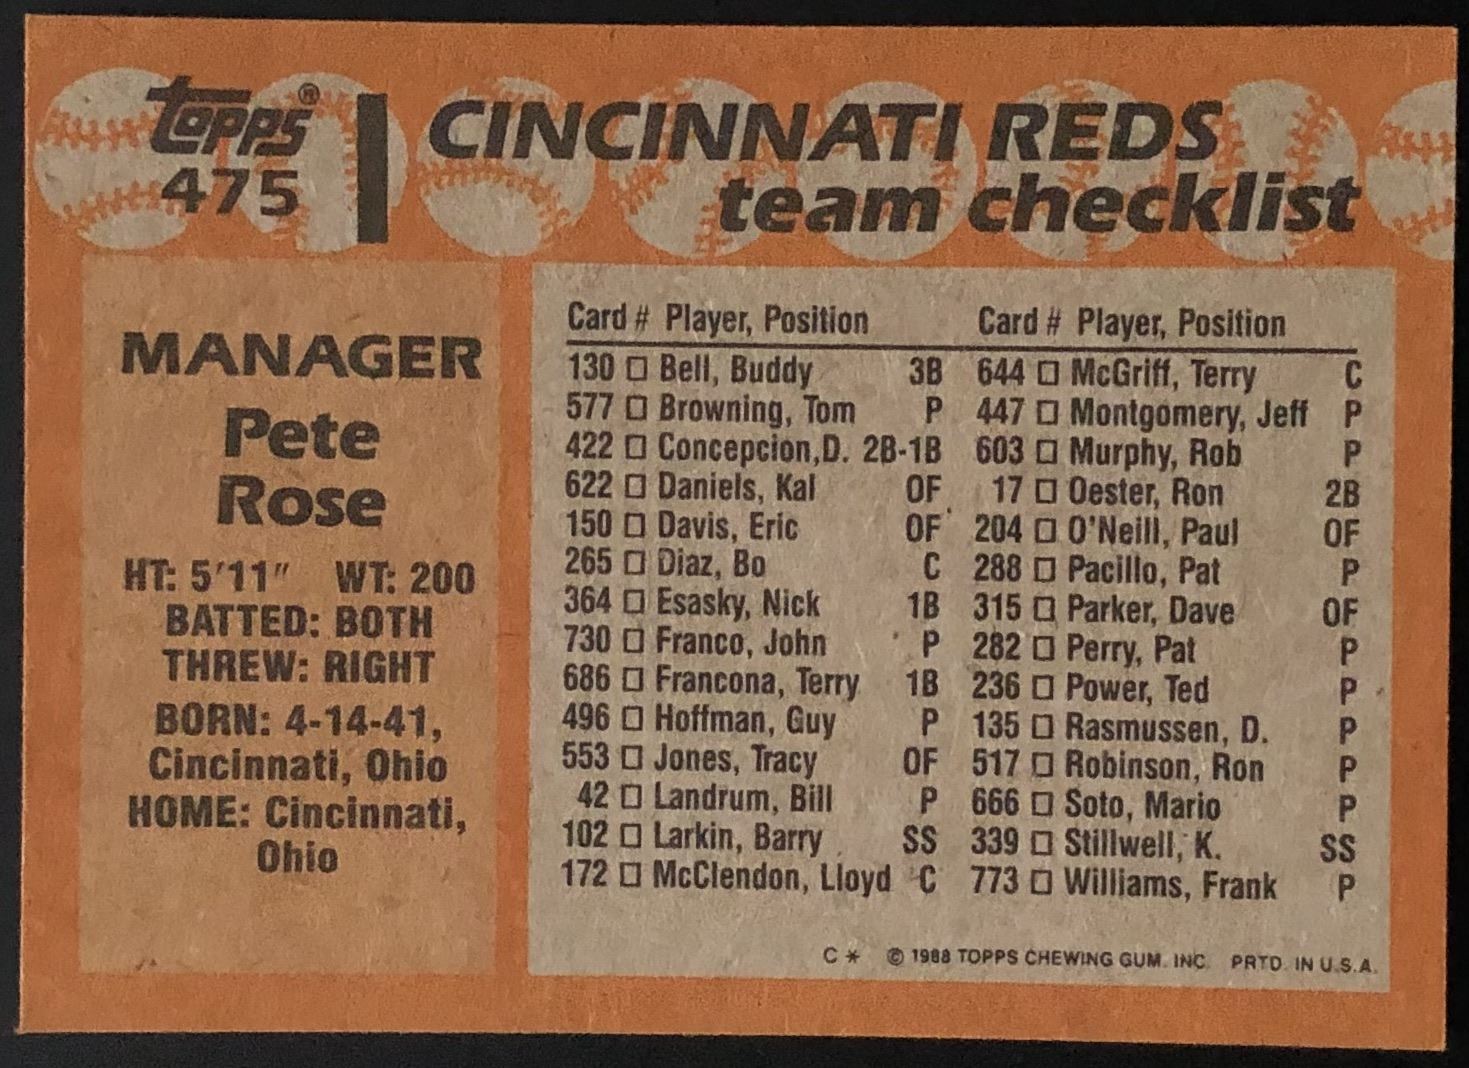 topps®
475
CINCINNATI REDS
team checklist
MANAGER
Pete
Rose
HT: 5'11" WT: 200
BATTED: BOTH
THREW: RIGHT
BORN: 4-14-41,
Cincinnati, Ohio
HOME: Cincinnati,
Ohio
Card # Player, Position
130 □ Bell, Buddy 3B
577 □ Browning, Tom P
422 □ Concepcion,D. 2B-1B
622 □ Daniels, Kal OF
150 □ Davis, Eric OF
265 □ Diaz, Bo C
364 □ Esasky, Nick 1B
730 □ Franco, John P
686 □ Francona, Terry 1B
496 □ Hoffman, Guy P
553 □ Jones, Tracy OF
42 □ Landrum, Bill P
102 □ Larkin, Barry SS
172 □ McClendon, Lloyd C
Card # Player, Position
644 □ McGriff, Terry C
447 □ Montgomery, Jeff P
603 □ Murphy, Rob P
17 □ Oester, Ron 2B
204 □ O'Neill, Paul OF
288 □ Pacillo, Pat P
315 □ Parker, Dave OF
282 □ Perry, Pat P
236 □ Power, Ted P
135 □ Rasmussen, D. P
517 □ Robinson, Ron P
666 □ Soto, Mario P
339 □ Stillwell, K. SS
773 □ Williams, Frank P
C * © 1988 TOPPS CHEWING GUM. INC. PRTD. IN U.S.A.